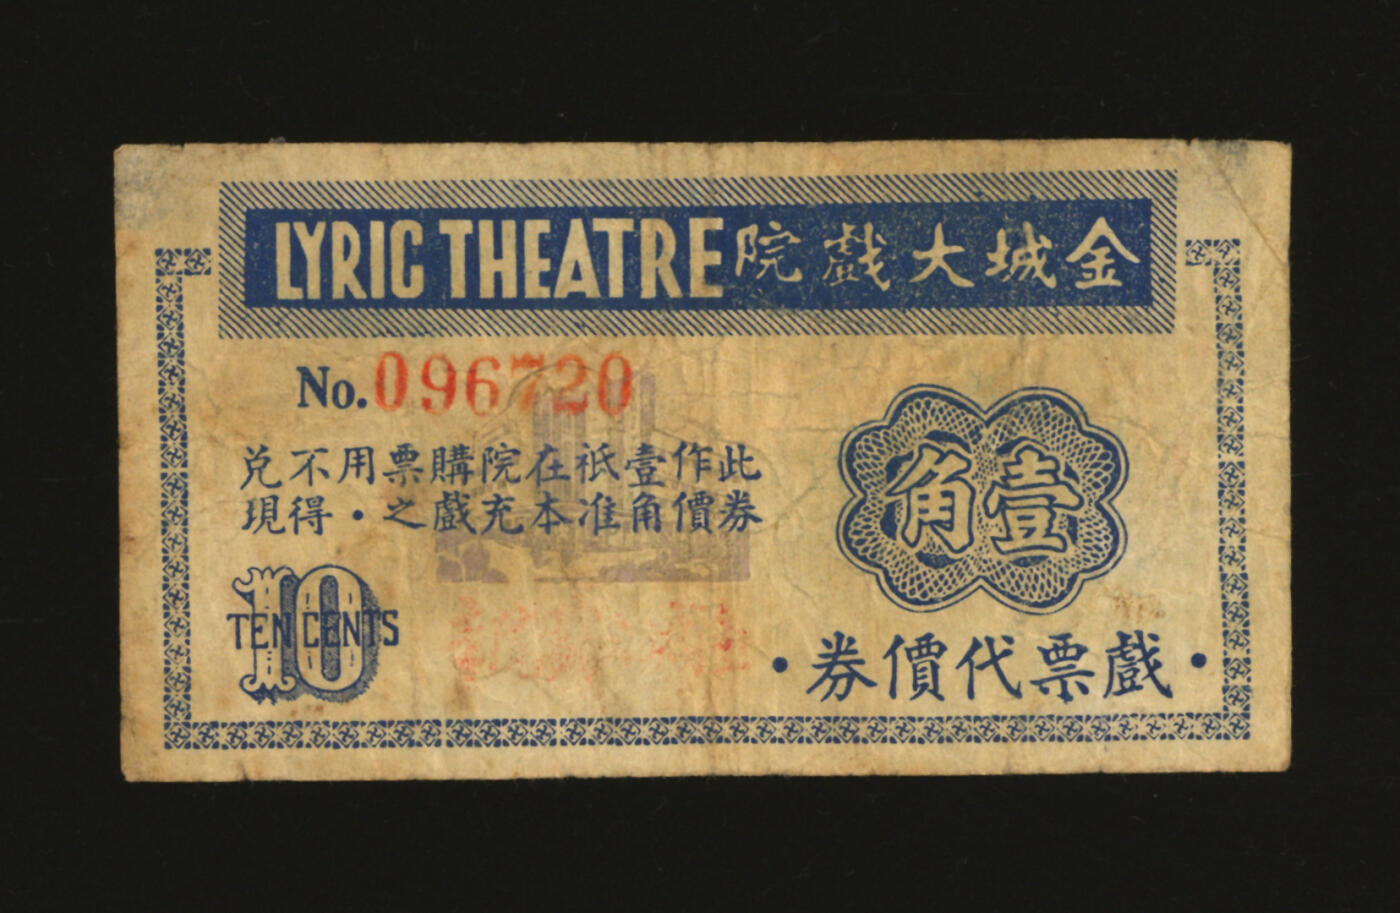 LYRIC THEATRE 金城大戲院
No. 096720
此券作價壹角祇准在本院充購戲票之用・不得兑現
壹角
10
TEN CENTS
・戲票代價券・